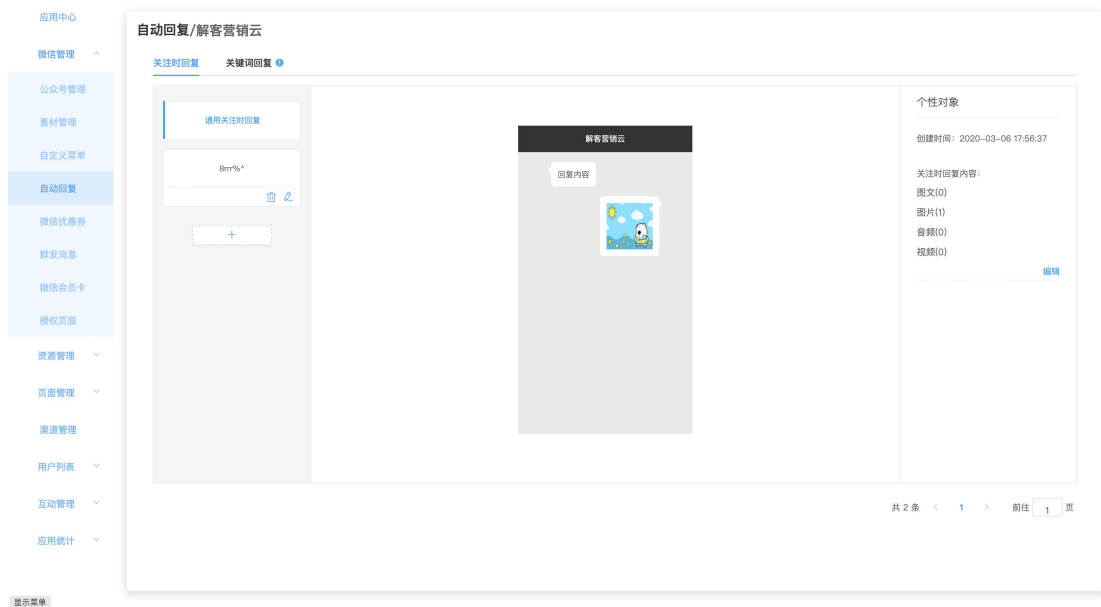 应用中心
微信管理
公众号管理
素材管理
自定义菜单
自动回复
微信优惠券
群发消息
微信会员卡
授权页面
资源管理
页面管理
渠道管理
用户列表
互动管理
应用统计
显示菜单
自动回复/解客营销云
关注时回复 关键词回复
通用关注时回复
8rrr%^
+
解客营销云
回复内容
个性对象
创建时间：2020-03-06 17:56:37
关注时回复内容：
图文(0)
图片(1)
音频(0)
视频(0)
编辑
共 2 条 < 1 > 前往 1 页